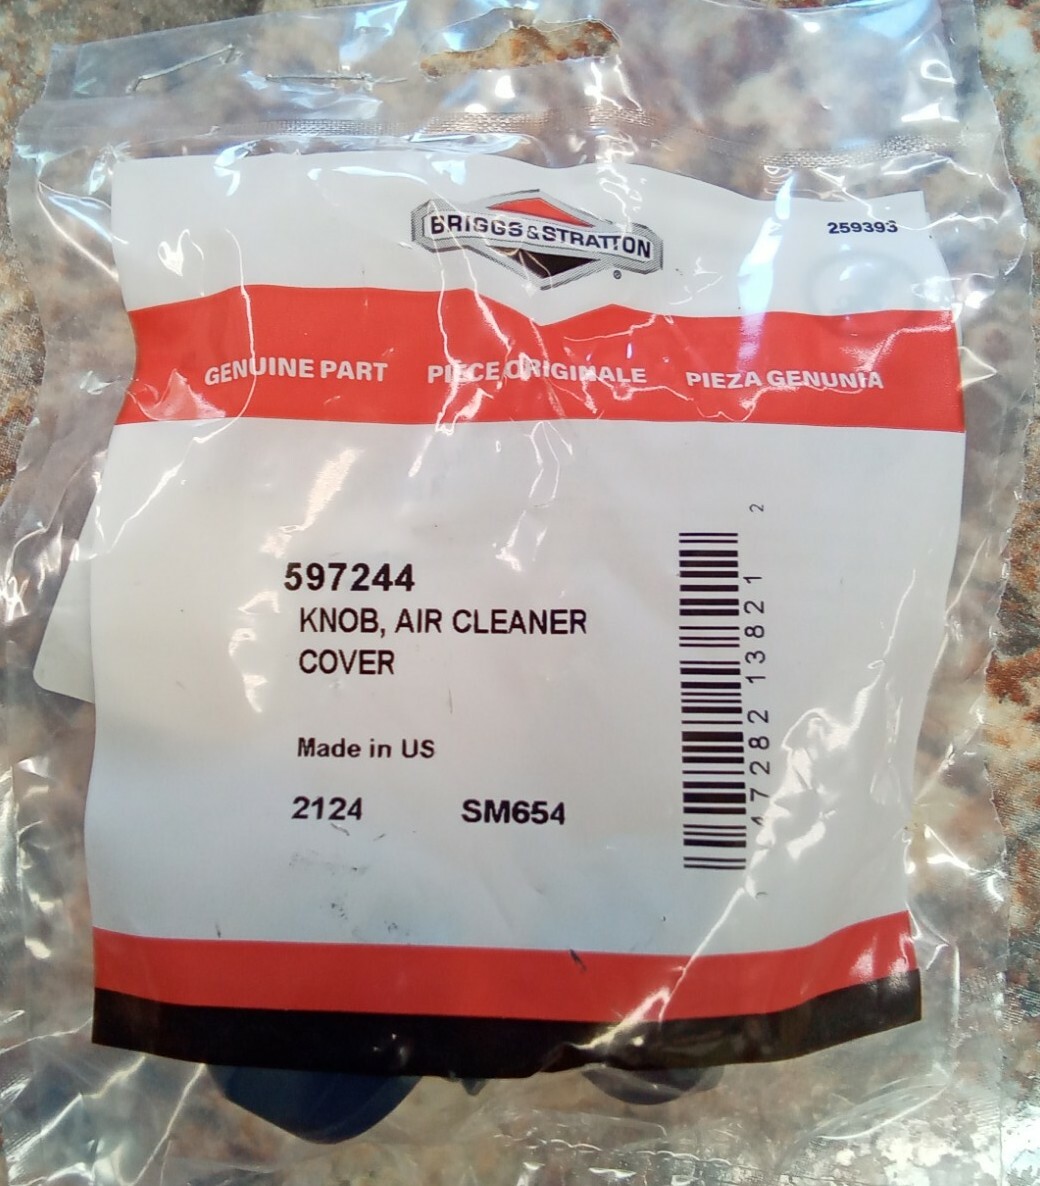 BRIGGS&STRATTON
259393
GENUINE PART PIECE ORIGINALE PIEZA GENUNIA
597244
KNOB, AIR CLEANER
COVER
Made in US
2124 SM654
47282 13821 2